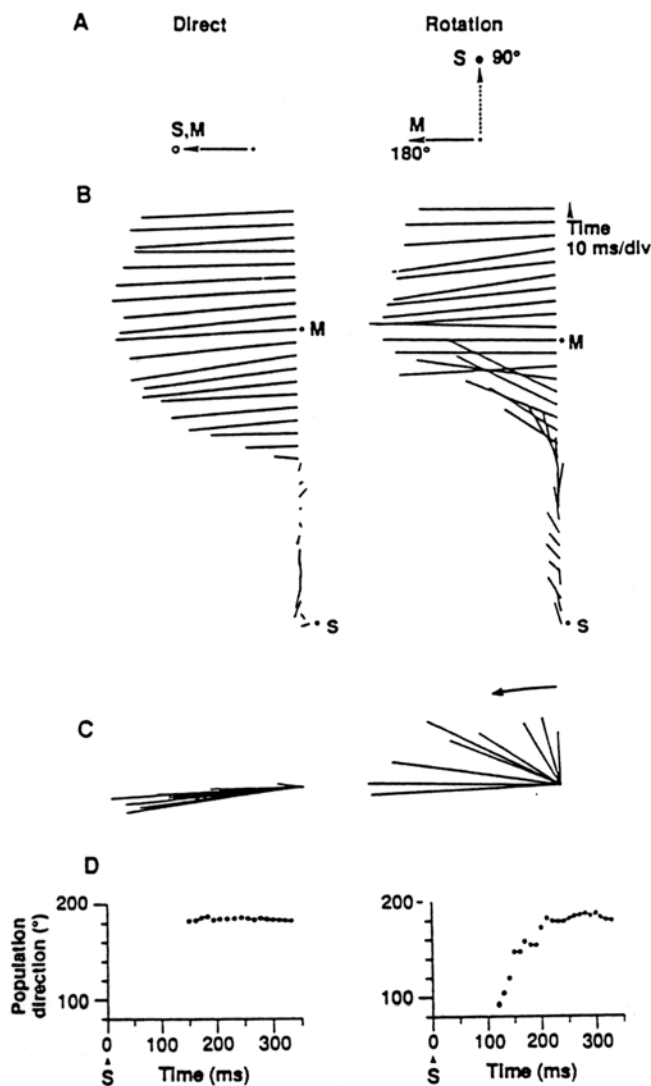 A Direct Rotation
S 90°
S,M M
180°
B
Time
10 ms/div
M M
S S
C
D
Population
direction (°)
200 200
100 100
0 100 200 300 0 100 200 300
S Time (ms) S Time (ms)